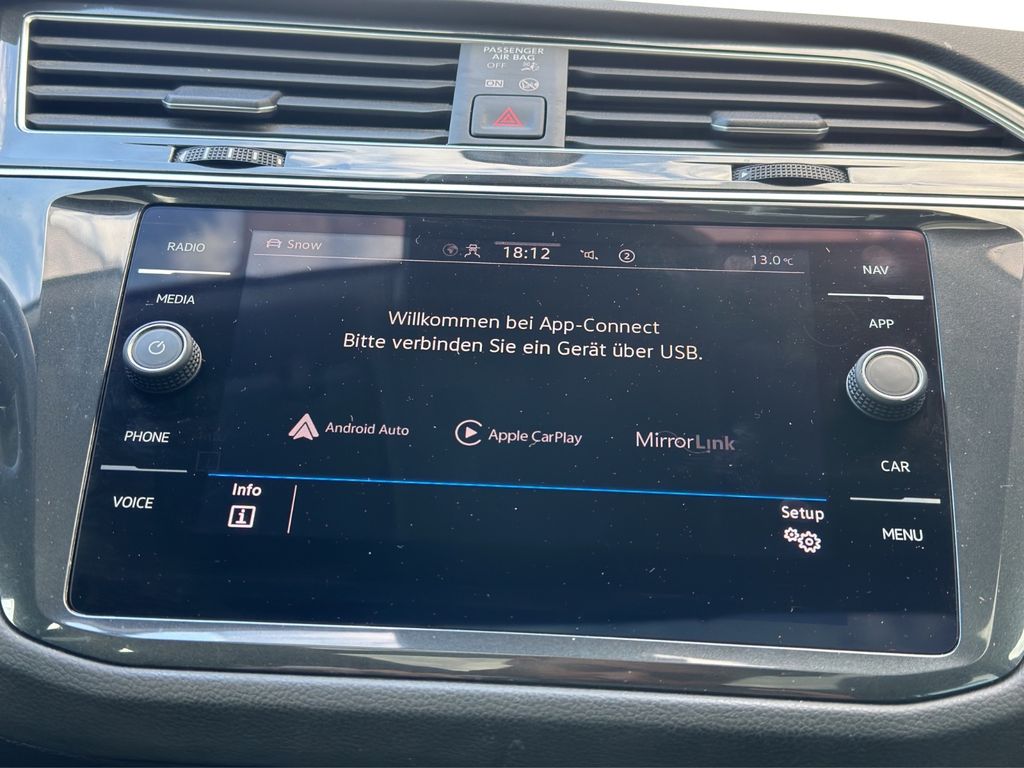 PASSENGER
AIR BAG
OFF
ON
RADIO
Snow
18:12
2
13.0 °C
NAV
MEDIA
APP
Willkommen bei App-Connect
Bitte verbinden Sie ein Gerät über USB.
PHONE
Android Auto
Apple CarPlay
MirrorLink
CAR
VOICE
Info
Setup
MENU